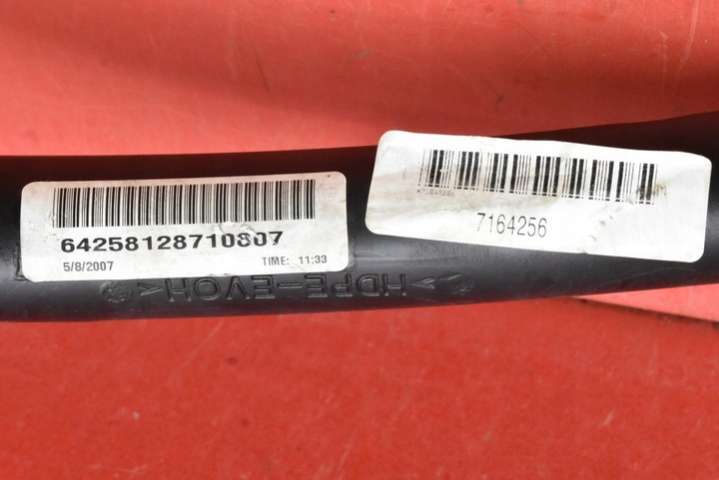 64258128710807
5/8/2007 TIME: 11:33
7164256
>HDPE-EVOH<